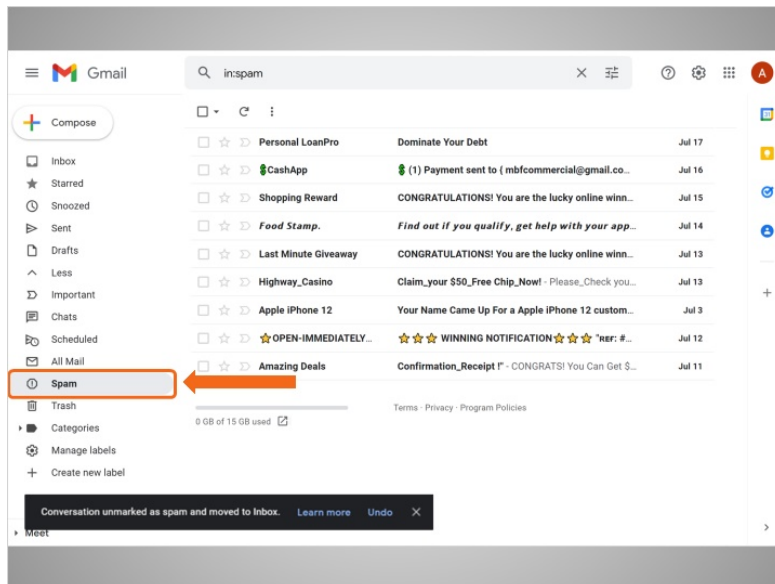 Gmail
in:spam
A
Compose
Inbox
Starred
Snoozed
Sent
Drafts
Less
Important
Chats
Scheduled
All Mail
Spam
Trash
Categories
Manage labels
Create new label
Meet
Personal LoanPro Dominate Your Debt Jul 17
💲CashApp 💲 (1) Payment sent to ( mbfcommercial@gmail.co... Jul 16
Shopping Reward CONGRATULATIONS! You are the lucky online winn... Jul 15
Food Stamp. Find out if you qualify, get help with your app... Jul 14
Last Minute Giveaway CONGRATULATIONS! You are the lucky online winn... Jul 13
Highway_Casino Claim_your $50_Free Chip_Now! - Please_Check you... Jul 13
Apple iPhone 12 Your Name Came Up For a Apple iPhone 12 custom... Jul 3
⭐OPEN-IMMEDIATELY... ⭐⭐⭐ WINNING NOTIFICATION⭐⭐⭐ "REF: #... Jul 12
Amazing Deals Confirmation_Receipt !" - CONGRATS! You Can Get $... Jul 11
0 GB of 15 GB used
Terms · Privacy · Program Policies
Conversation unmarked as spam and moved to Inbox. Learn more Undo